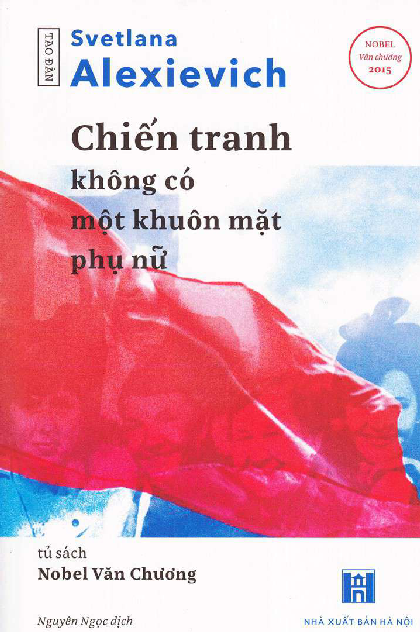 TAO ĐÀN
Svetlana
Alexievich
NOBEL
Văn chương
2015
Chiến tranh
không có
một khuôn mặt
phụ nữ
tủ sách
Nobel Văn Chương
Nguyên Ngọc dịch
NHÀ XUẤT BẢN HÀ NỘI